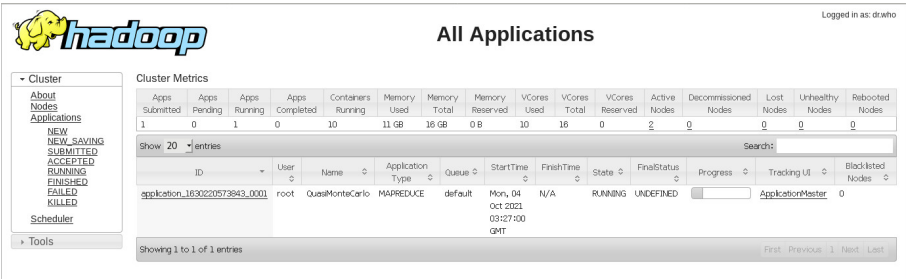 Logged in as: dr.who
hadoop
All Applications
Cluster
About
Nodes
Applications
NEW
NEW_SAVING
SUBMITTED
ACCEPTED
RUNNING
FINISHED
FAILED
KILLED
Scheduler
Tools
Cluster Metrics
Apps Submitted Apps Pending Apps Running Apps Completed Containers Running Memory Used Memory Total Memory Reserved VCores Used VCores Total VCores Reserved Active Nodes Decommissioned Nodes Lost Nodes Unhealthy Nodes Rebooted Nodes
1 0 1 0 10 11 GB 16 GB 0 B 10 16 0 2 0 0 0 0
Show 20 entries Search:
ID User Name Application Type Queue StartTime FinishTime State FinalStatus Progress Tracking UI Blacklisted Nodes
application_1630220573843_0001 root QuasiMonteCarlo MAPREDUCE default Mon, 04 Oct 2021 03:27:00 GMT N/A RUNNING UNDEFINED ApplicationMaster 0
Showing 1 to 1 of 1 entries First Previous 1 Next Last